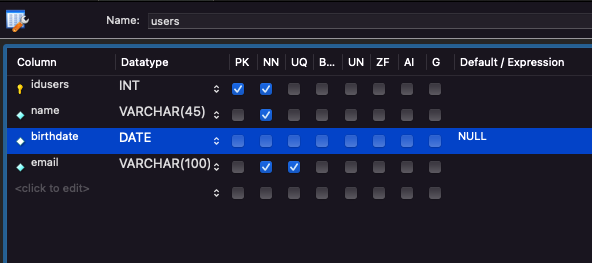 Name: users
Column Datatype PK NN UQ B... UN ZF AI G Default / Expression
idusers INT
name VARCHAR(45)
birthdate DATE NULL
email VARCHAR(100)
<click to edit>